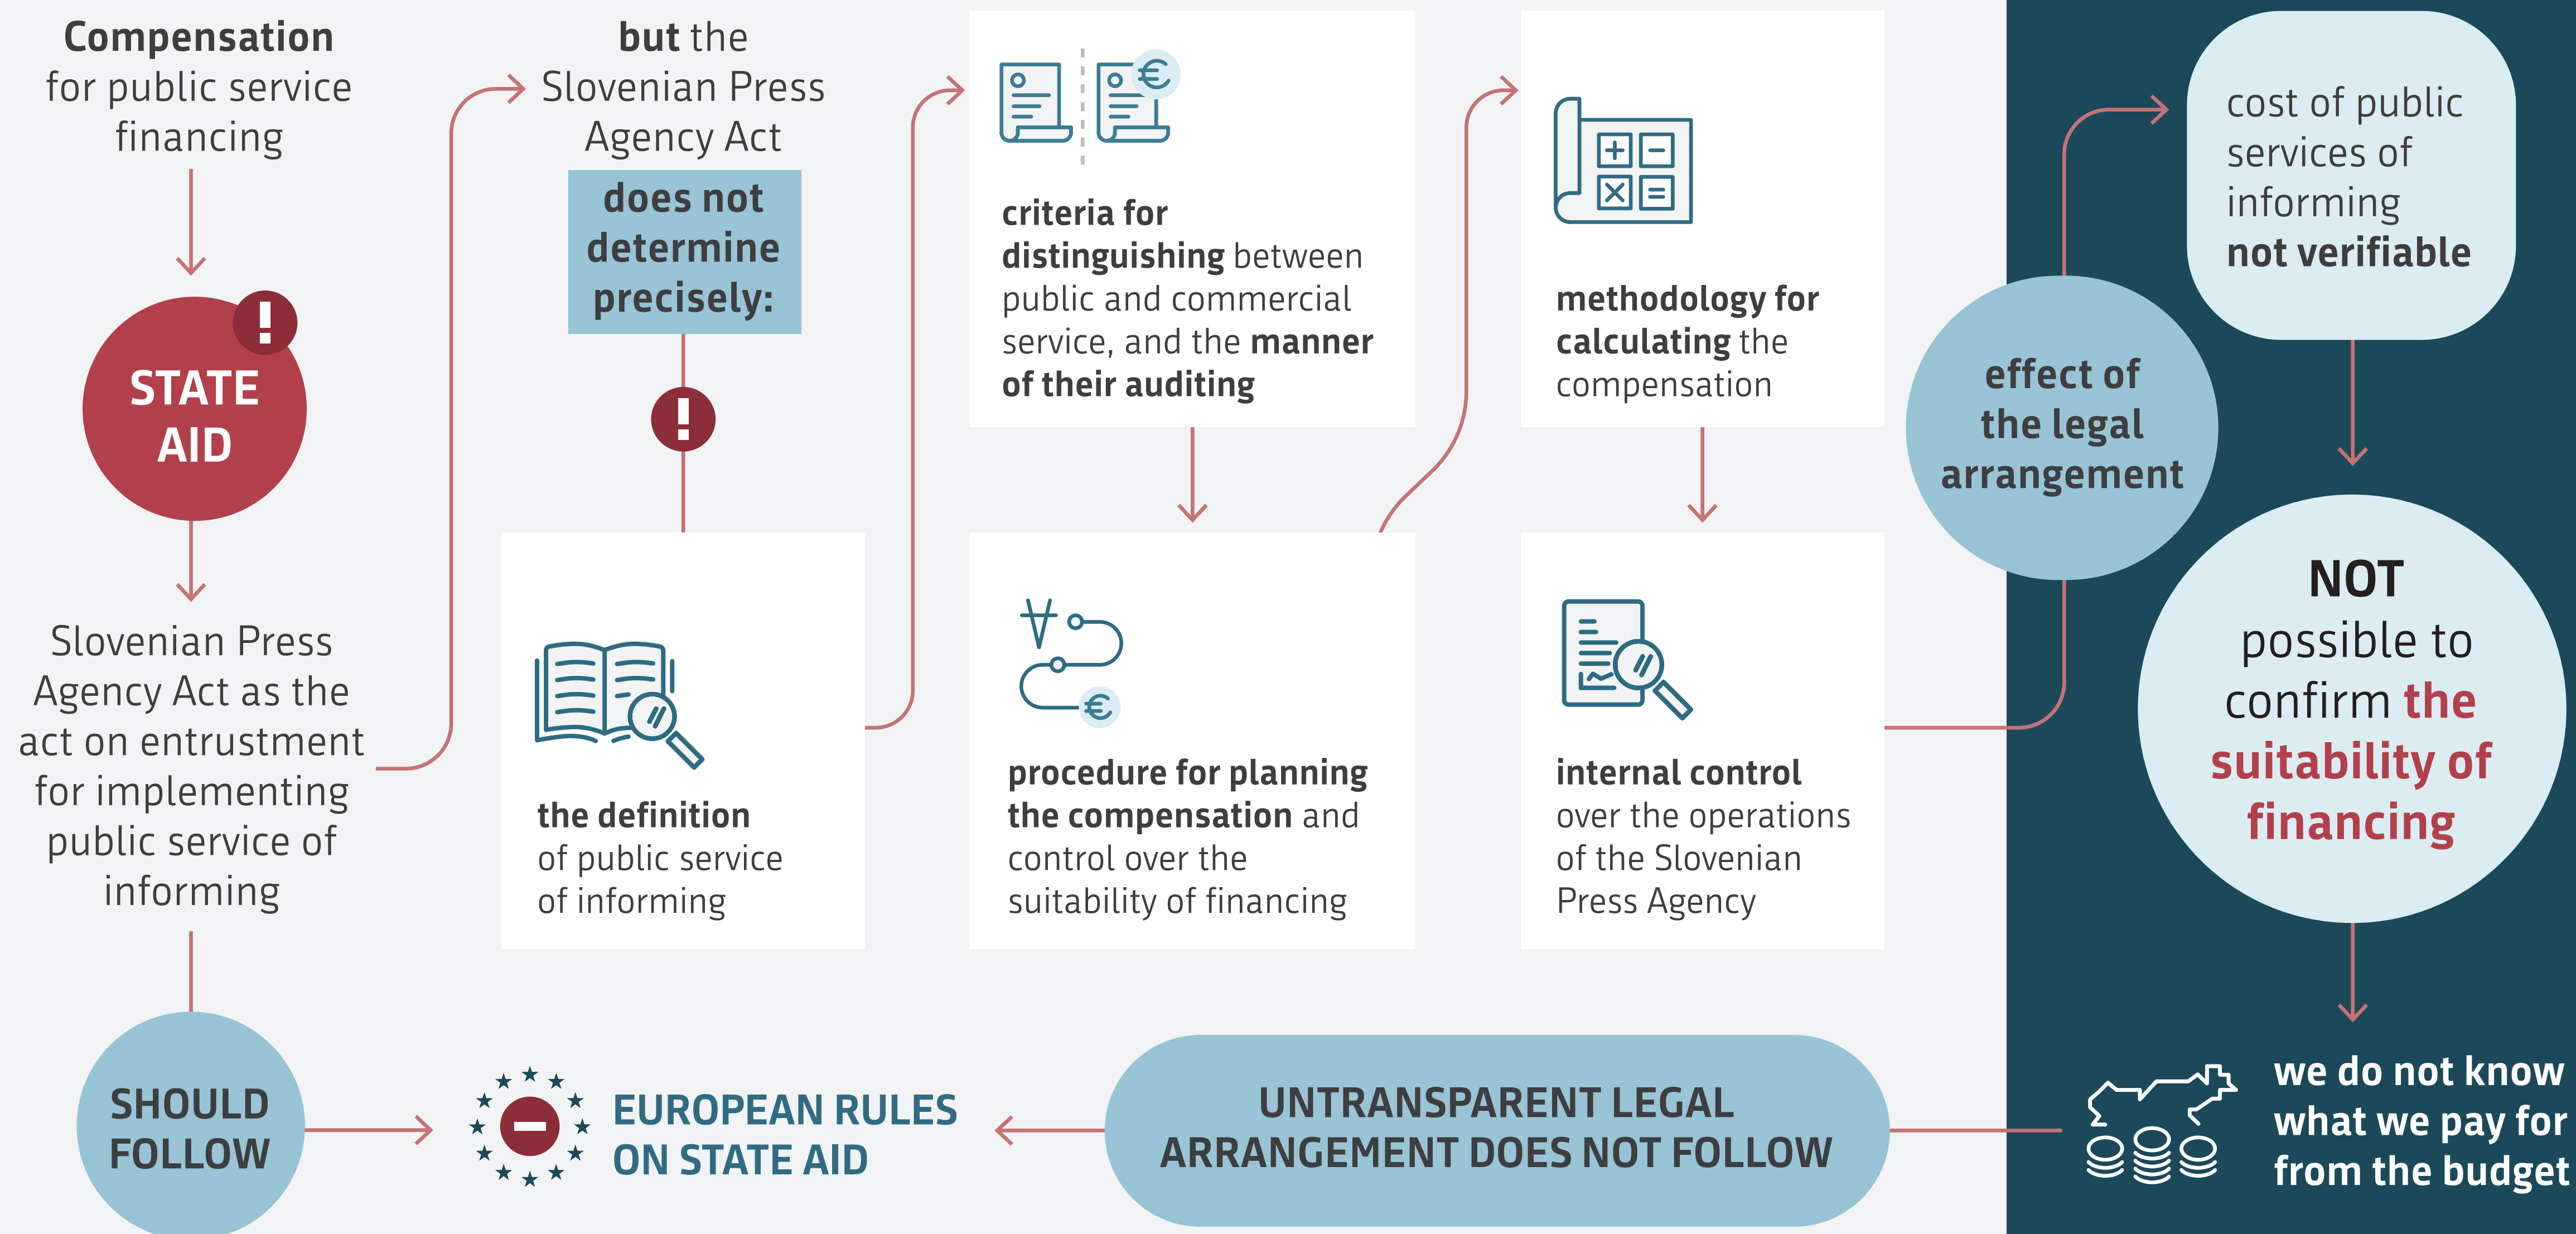 Compensation
for public service
financing
!
STATE
AID
Slovenian Press
Agency Act as the
act on entrustment
for implementing
public service of
informing
SHOULD
FOLLOW
EUROPEAN RULES
ON STATE AID
but the
Slovenian Press
Agency Act
does not
determine
precisely:
!
the definition
of public service
of informing
€
criteria for
distinguishing between
public and commercial
service, and the manner
of their auditing
€
procedure for planning
the compensation and
control over the
suitability of financing
methodology for
calculating the
compensation
internal control
over the operations
of the Slovenian
Press Agency
effect of
the legal
arrangement
cost of public
services of
informing
not verifiable
NOT
possible to
confirm the
suitability of
financing
we do not know
what we pay for
from the budget
UNTRANSPARENT LEGAL
ARRANGEMENT DOES NOT FOLLOW